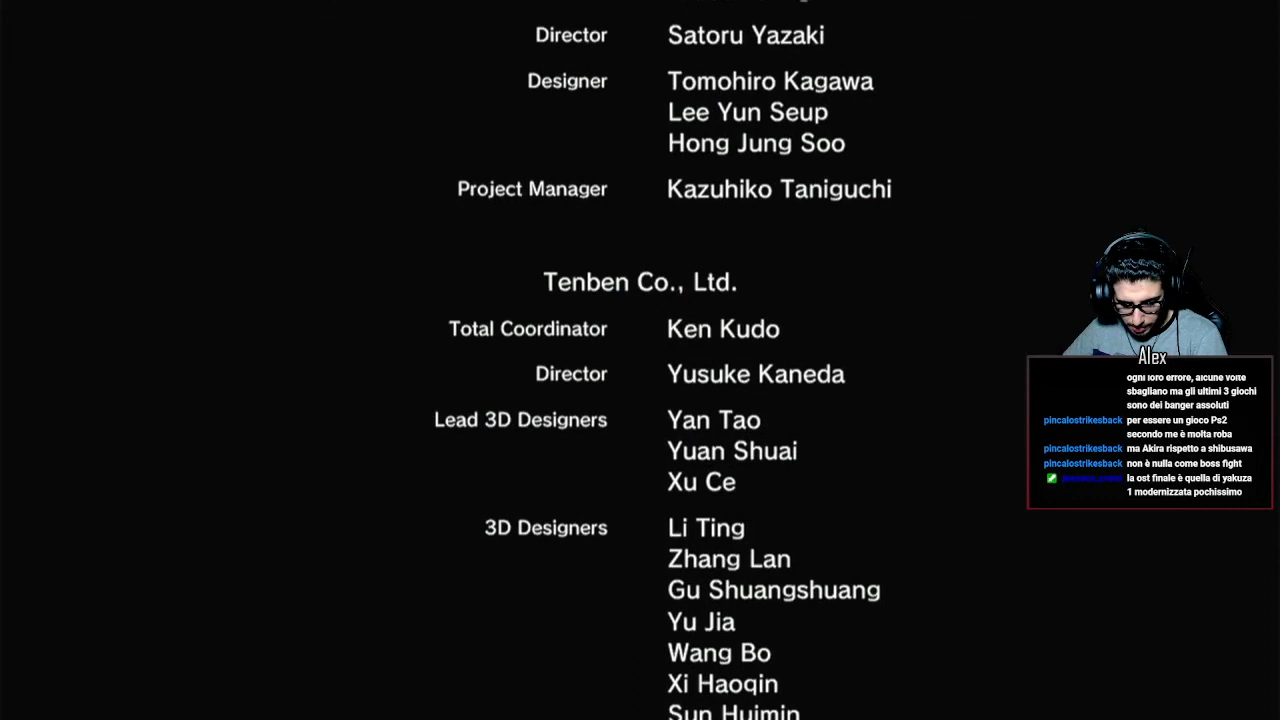 Director Satoru Yazaki
Designer Tomohiro Kagawa
Lee Yun Seup
Hong Jung Soo
Project Manager Kazuhiko Taniguchi
Tenben Co., Ltd.
Total Coordinator Ken Kudo
Director Yusuke Kaneda
Lead 3D Designers Yan Tao
Yuan Shuai
Xu Ce
3D Designers Li Ting
Zhang Lan
Gu Shuangshuang
Yu Jia
Wang Bo
Xi Haoqin
Sun Huimin
Alex
ogni loro errore, alcune volte
sbagliano ma gli ultimi 3 giochi
sono dei banger assoluti
pincalostrikesback per essere un gioco Ps2
secondo me è molta roba
pincalostrikesback ma Akira rispetto a shibusawa
pincalostrikesback non è nulla come boss fight
la ost finale è quella di yakuza
1 modernizzata pochissimo